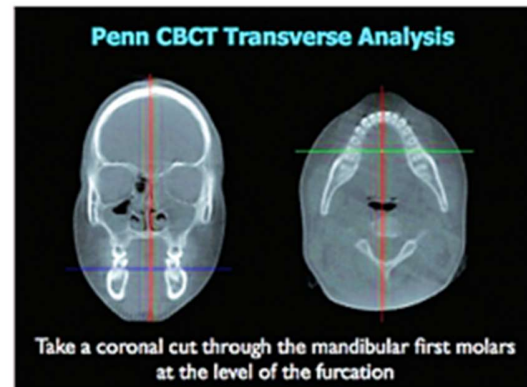 Penn CBCT Transverse Analysis
Take a coronal cut through the mandibular first molars
at the level of the furcation